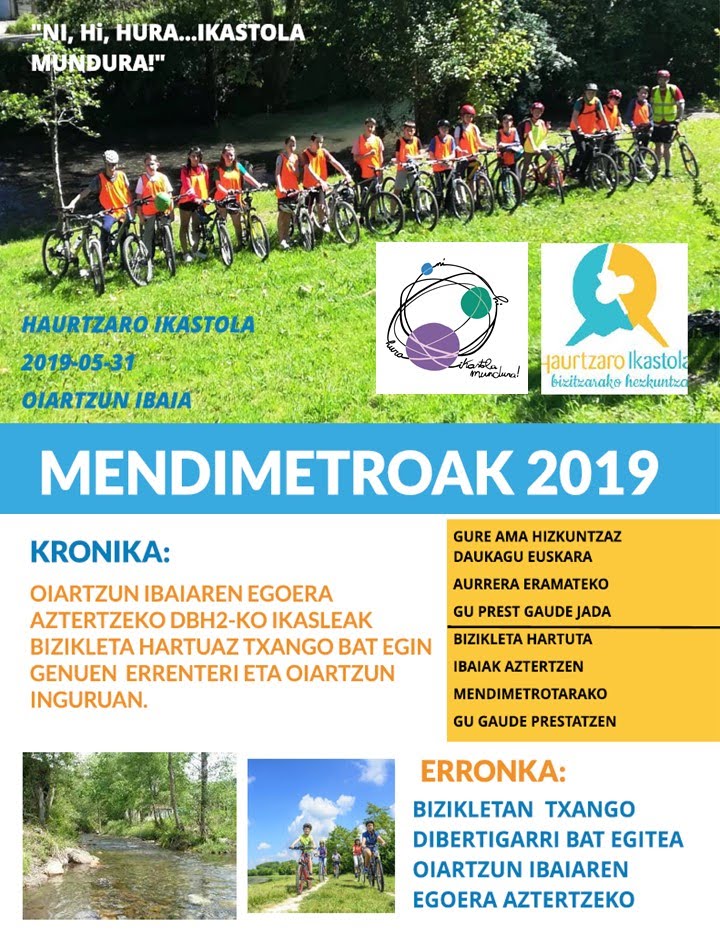 "NI, Hi, HURA...IKASTOLA
MUNDURA!"
HAURTZARO IKASTOLA
2019-05-31
OIARTZUN IBAIA
ni
hi
hura
ikastola
mundura!
Haurtzaro Ikastola
bizitzarako hezkuntza
MENDIMETROAK 2019
KRONIKA:
OIARTZUN IBAIAREN EGOERA
AZTERTZEKO DBH2-KO IKASLEAK
BIZIKLETA HARTUAZ TXANGO BAT EGIN
GENUEN ERRENTERI ETA OIARTZUN
INGURUAN.
GURE AMA HIZKUNTZAZ
DAUKAGU EUSKARA
AURRERA ERAMATEKO
GU PREST GAUDE JADA
BIZIKLETA HARTUTA
IBAIAK AZTERTZEN
MENDIMETROTARAKO
GU GAUDE PRESTATZEN
ERRONKA:
BIZIKLETAN TXANGO
DIBERTIGARRI BAT EGITEA
OIARTZUN IBAIAREN
EGOERA AZTERTZEKO